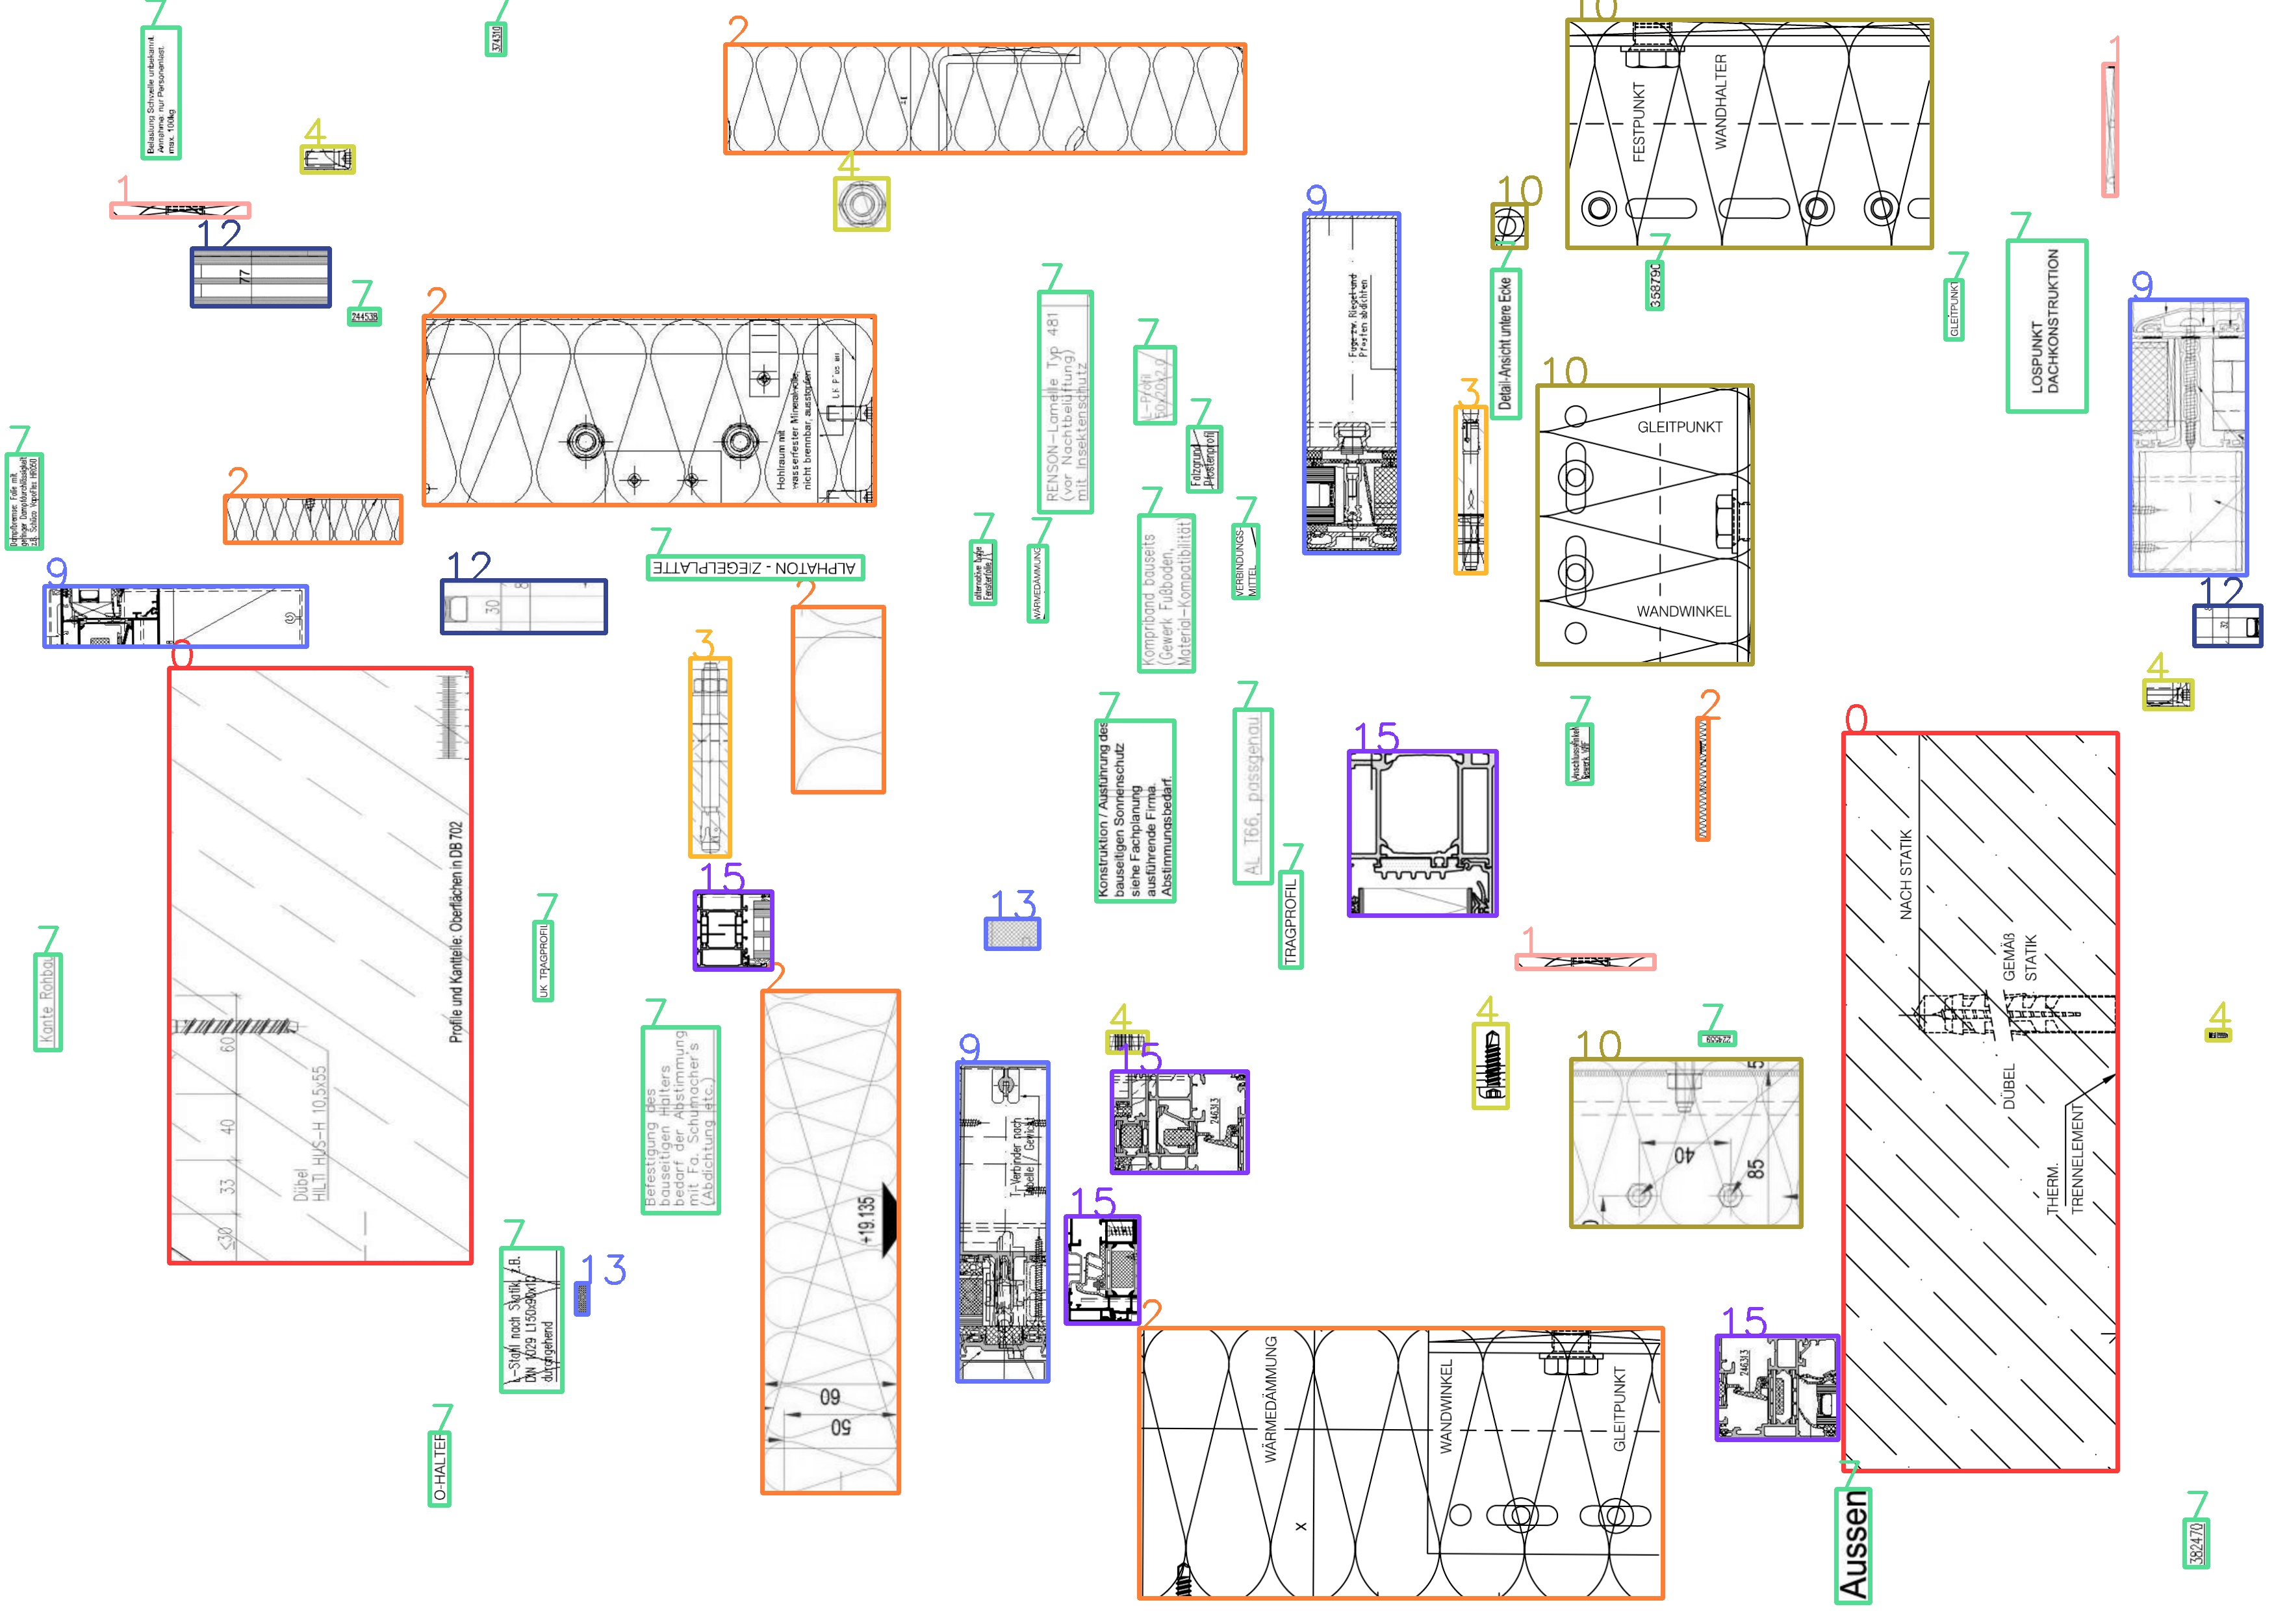 7
Belastung Schwelle unbekannt.
Annahme: nur Personenlast.
max. 100kg
7
374310
2
10
FESTPUNKT
WANDHALTER
1
4
4
1
12
77
7
244538
2
Hohlraum mit
wasserfester Mineralwolle,
nicht brennbar, ausstopfen
7
RENSON-Lamelle Typ 481
(vor Nachtbelüftung)
mit Insektenschutz
7
L-Profil
50x20x2.0
7
Falzgrund
Pfostenprofil
9
Fuge zw. Riegel und
Pfosten abdichten
10
7
Detail-Ansicht untere Ecke
7
358790
7
GLEITPUNKT
7
LOSPUNKT
DACHKONSTRUKTION
9
3
10
GLEITPUNKT
WANDWINKEL
7
Dampfbremse: Folie mit
geringer Dampfdurchlässigkeit
2
9
12
30
8
7
ALPHATON - ZIEGELPLATTE
7
alternative Lage
Fensterfolie
7
WÄRMEDÄMMUNG
7
Kompriband bauseits
(Gewerk Fußboden,
Material-Kompatibilität)
7
VERBINDUNGS-
MITTEL
12
32
4
0
Profile und Kantteile: Oberflächen in DB 702
60
40
33
≤30
Dübel
HILTI HUS-H 10,5x55
3
2
7
Konstruktion / Ausführung des
bauseitigen Sonnenschutz
siehe Fachplanung
ausführende Firma.
Abstimmungsbedarf.
7
AL T66, passgenau
7
TRAGPROFIL
15
7
Anschlusswinkel
2
0
NACH STATIK
GEMÄß
STATIK
DÜBEL
THERM.
TRENNELEMENT
15
13
7
UK TRAGPROFIL
7
Kante Rohbau
1
4
4
7
4
7
Befestigung des
bauseitigen Halters
bedarf der Abstimmung
mit Fa. Schumacher's
(Abdichtung etc.)
2
+19.135
60
50
9
T-Verbinder nach
Tabelle / Gewicht
15
246313
15
10
40
85
5
7
L-Stahl nach Statik, z.B.
DIN 1029 L150x90x10
durchgehend
13
2
WÄRMEDÄMMUNG
X
WANDWINKEL
GLEITPUNKT
15
246313
7
O-HALTER
7
Aussen
7
382470